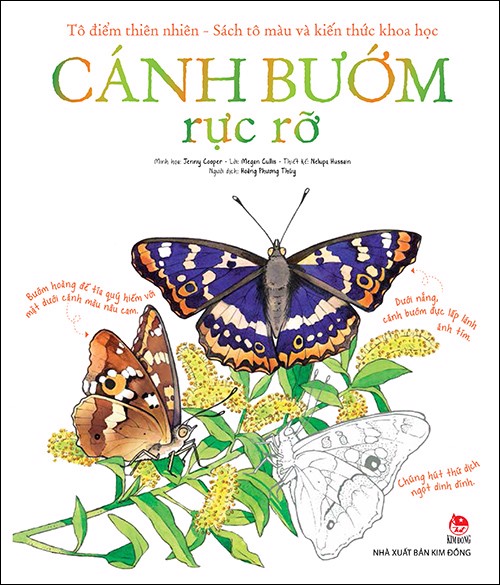 Tô điểm thiên nhiên - Sách tô màu và kiến thức khoa học
CÁNH BƯỚM
rực rỡ
Minh họa: Jenny Cooper - Lời: Megan Cullis - Thiết kế: Nelupa Hussain
Người dịch: Hoàng Phương Thúy
Bướm hoàng đế tía quý hiếm với
mặt dưới cánh màu nâu cam.
Dưới nắng,
cánh bướm đực lấp lánh
ánh tím.
Chúng hút thứ dịch
ngọt dinh dính.
KIM ĐỒNG
NHÀ XUẤT BẢN KIM ĐỒNG